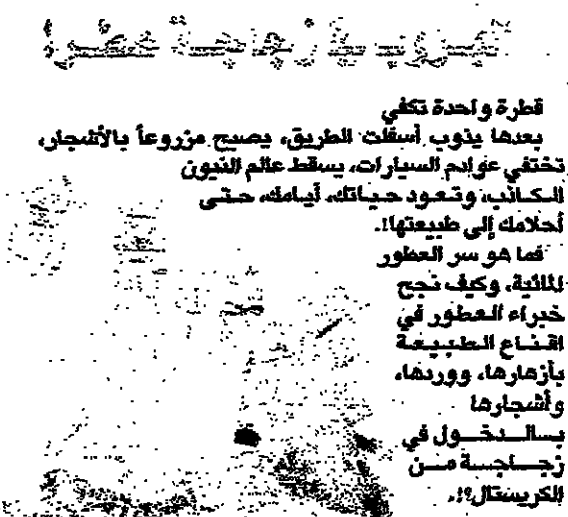 قطرة واحدة تكفي
بعدها يذوب أسفلت الطريق، يصبح مزروعاً بالأشجار،
تختفي عوادم السيارات، يسقط عالم النيون
الكاذب، وتعود حياتك، أيامك، حتى
أحلامك إلى طبيعتها!.
فما هو سر العطور
المائية، وكيف نجح
خبراء العطور في
اقناع الطبيعة
بأزهارها، ووردها،
وأشجارها
بالدخول في
زجاجة من
الكريستال؟!.